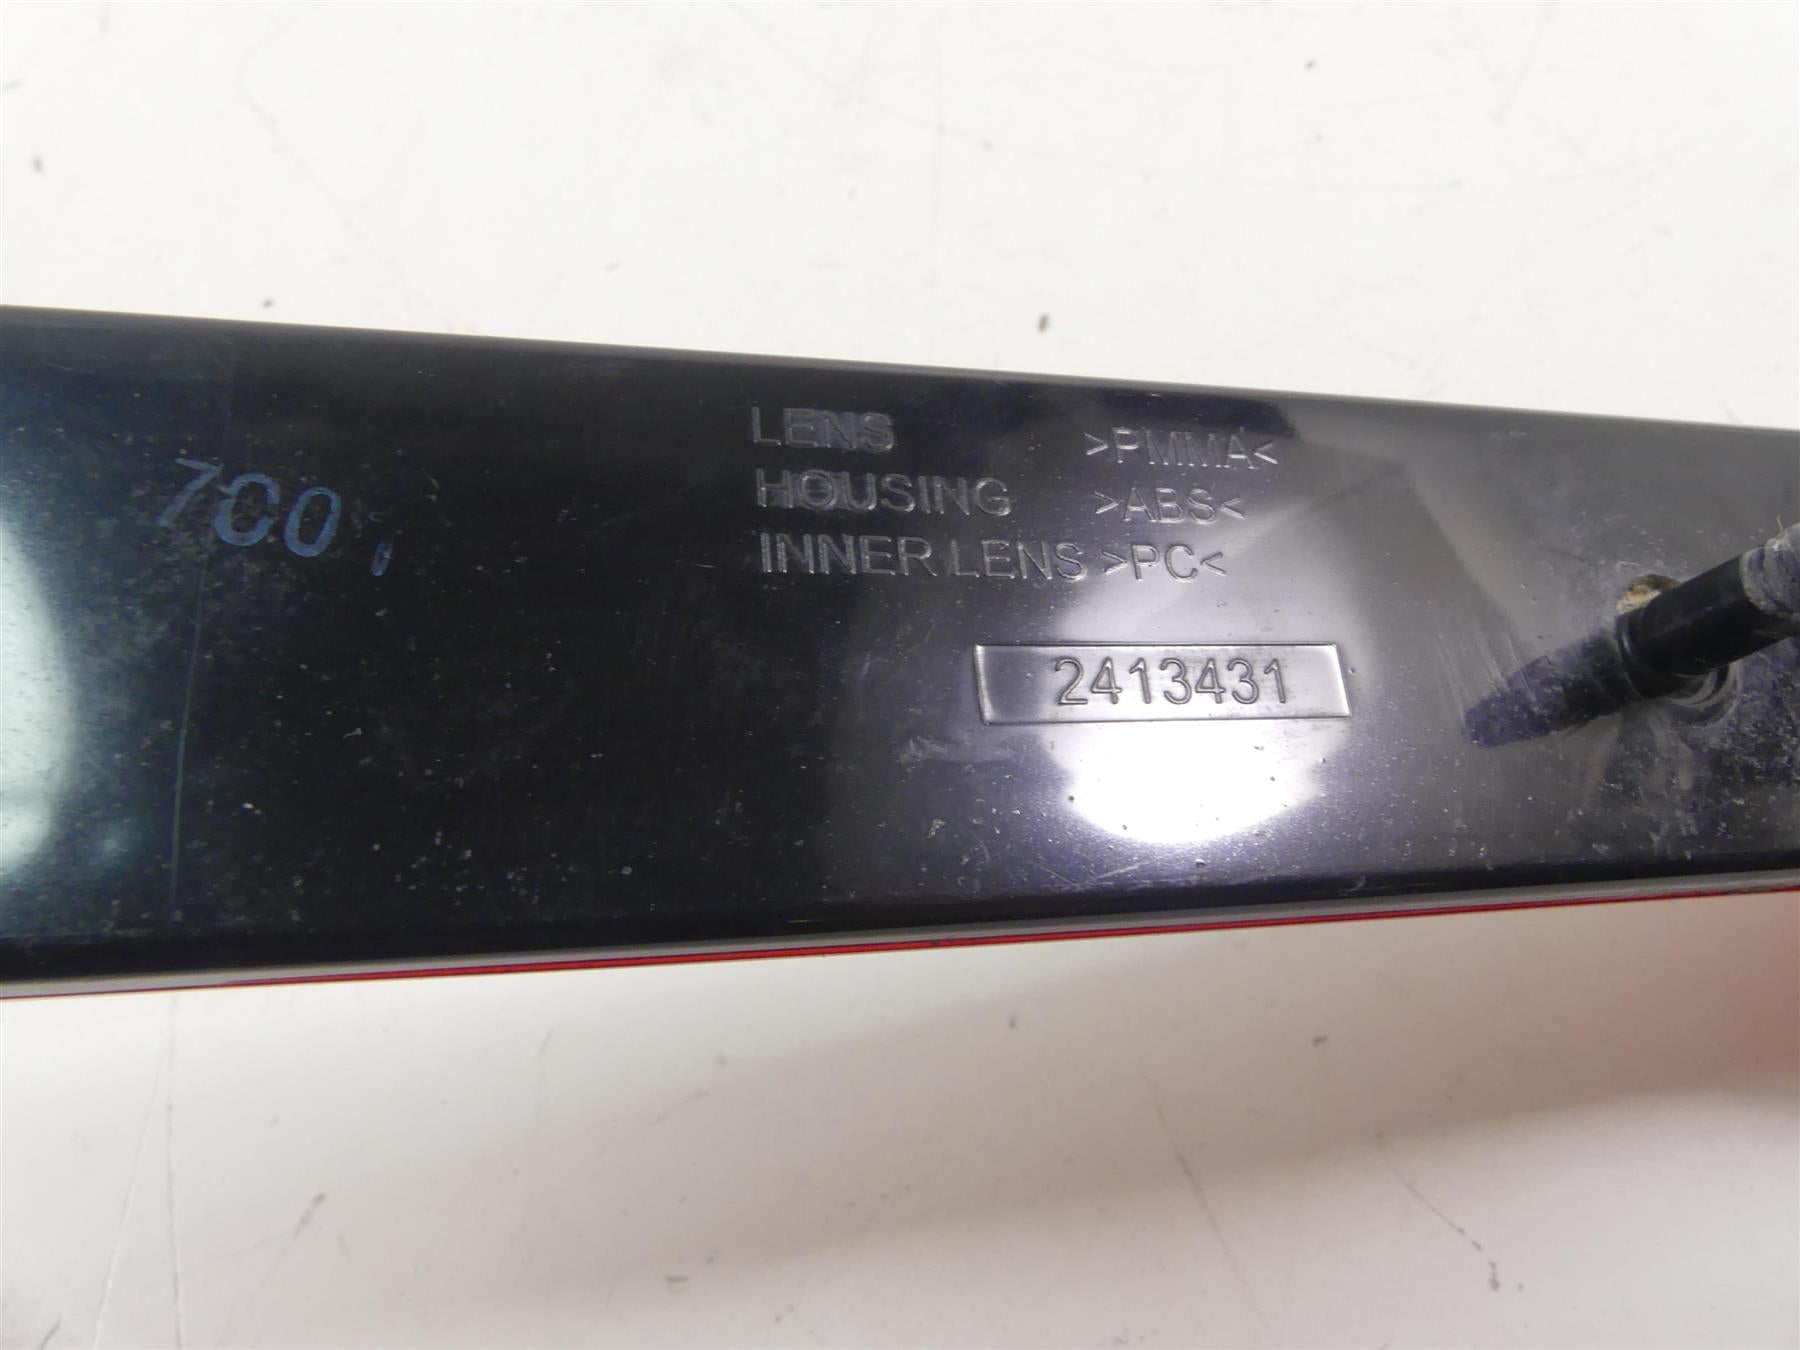 LENS >PMMA<
HOUSING >ABS<
INNER LENS >PC<
2413431
700